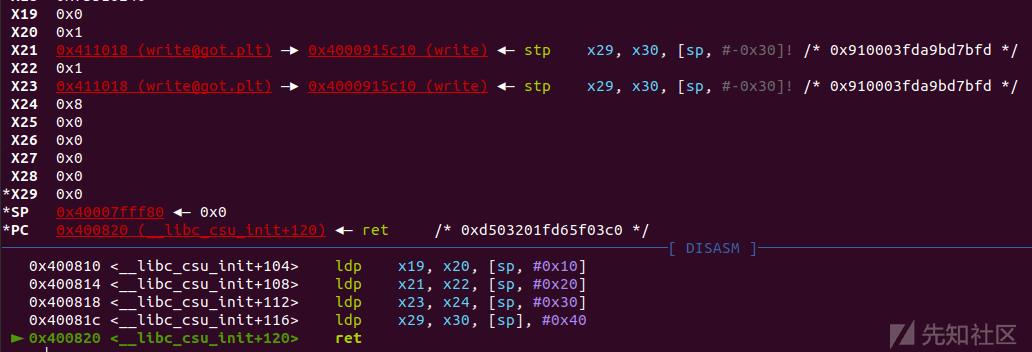 X19 0x0
X20 0x1
X21 0x411018 (write@got.plt) —▸ 0x4000915c10 (write) ◂— stp x29, x30, [sp, #-0x30]! /* 0x910003fda9bd7bfd */
X22 0x1
X23 0x411018 (write@got.plt) —▸ 0x4000915c10 (write) ◂— stp x29, x30, [sp, #-0x30]! /* 0x910003fda9bd7bfd */
X24 0x8
X25 0x0
X26 0x0
X27 0x0
X28 0x0
*X29 0x0
*SP 0x40007fff80 ◂— 0x0
*PC 0x400820 (__libc_csu_init+120) ◂— ret /* 0xd503201fd65f03c0 */
[ DISASM ]
0x400810 <__libc_csu_init+104> ldp x19, x20, [sp, #0x10]
0x400814 <__libc_csu_init+108> ldp x21, x22, [sp, #0x20]
0x400818 <__libc_csu_init+112> ldp x23, x24, [sp, #0x30]
0x40081c <__libc_csu_init+116> ldp x29, x30, [sp], #0x40
► 0x400820 <__libc_csu_init+120> ret
先知社区